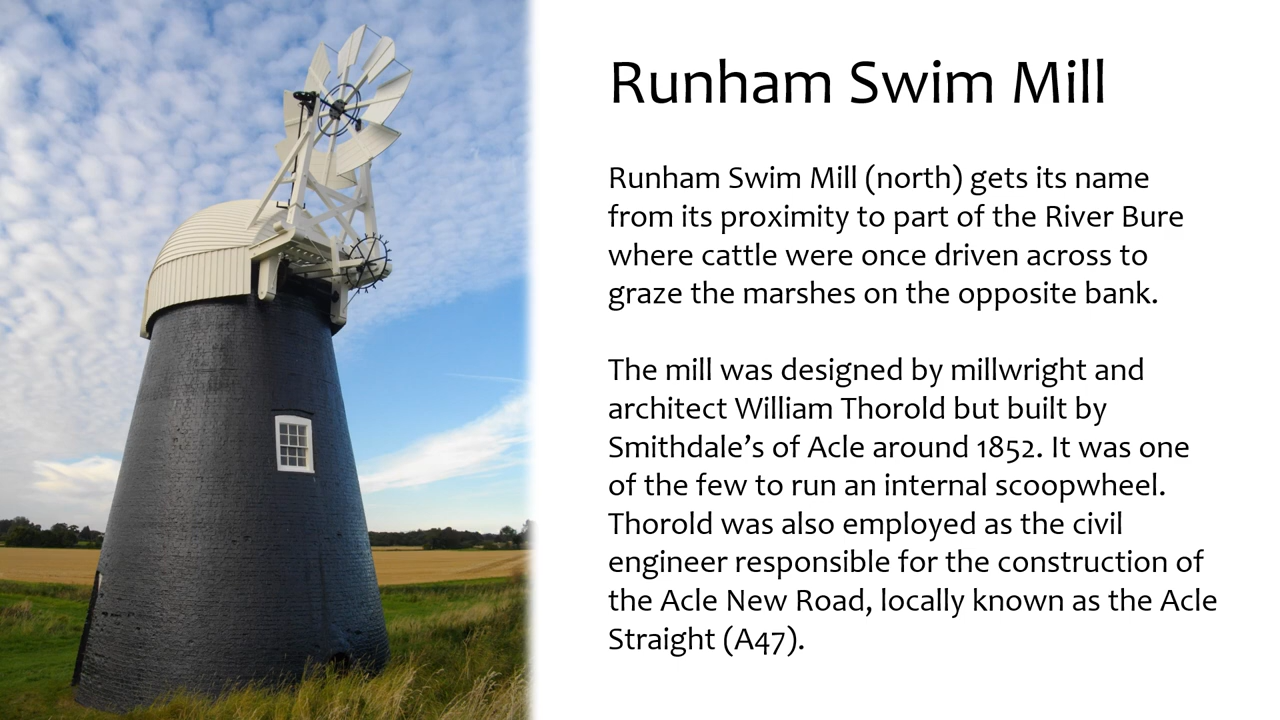 Runham Swim Mill
Runham Swim Mill (north) gets its name
from its proximity to part of the River Bure
where cattle were once driven across to
graze the marshes on the opposite bank.
The mill was designed by millwright and
architect William Thorold but built by
Smithdale’s of Acle around 1852. It was one
of the few to run an internal scoopwheel.
Thorold was also employed as the civil
engineer responsible for the construction of
the Acle New Road, locally known as the Acle
Straight (A47).